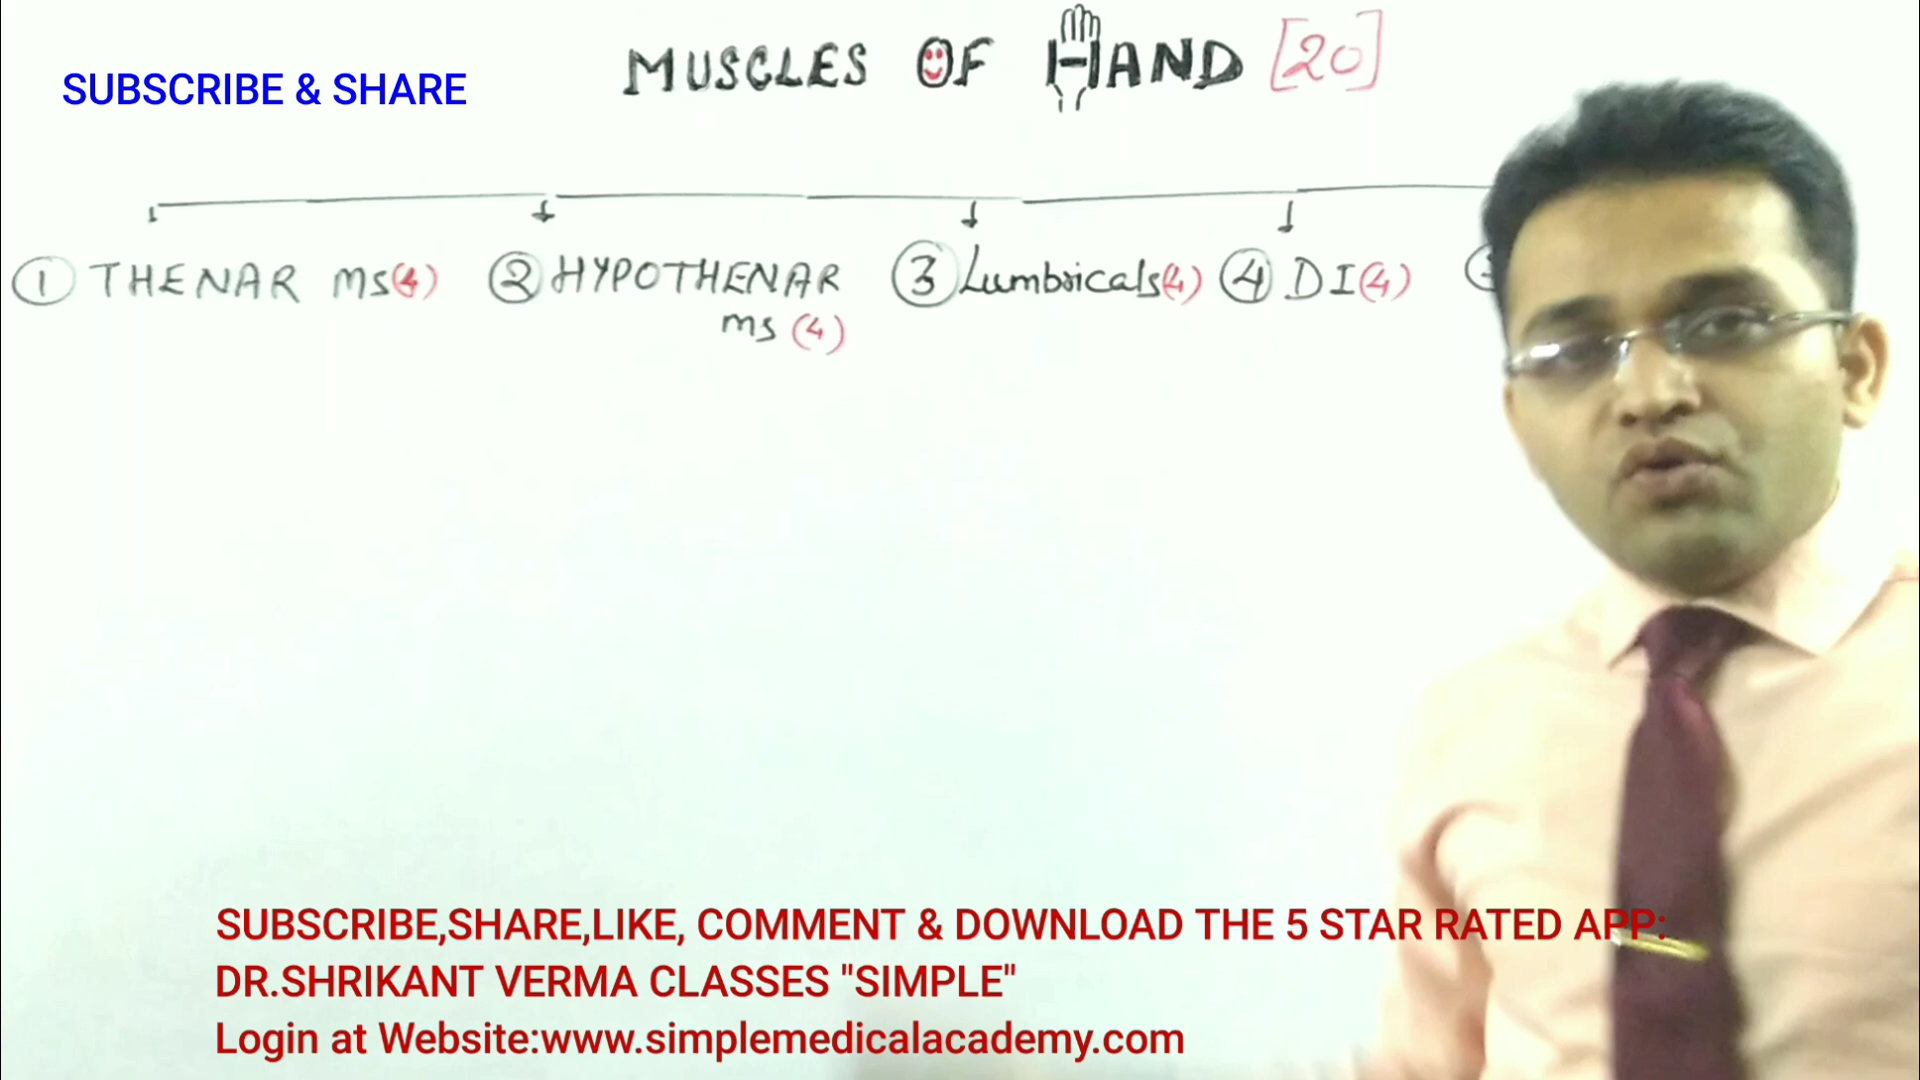 SUBSCRIBE & SHARE
MUSCLES OF HAND [20]
① THENAR MS(4) ② HYPOTHENAR ③ Lumbricals(4) ④ DI(4)
ms (4)
SUBSCRIBE,SHARE,LIKE, COMMENT & DOWNLOAD THE 5 STAR RATED APP:
DR.SHRIKANT VERMA CLASSES "SIMPLE"
Login at Website:www.simplemedicalacademy.com